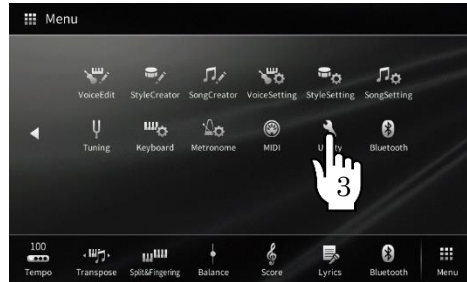 Menu
VoiceEdit StyleCreator SongCreator VoiceSetting StyleSetting SongSetting
Tuning Keyboard Metronome MIDI Bluetooth
3
100
Tempo Transpose Split&Fingering Balance Score Lyrics Bluetooth Menu